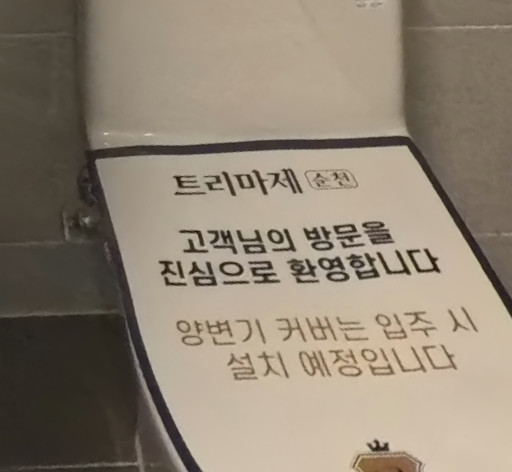 트리마제 순천
고객님의 방문을
진심으로 환영합니다
양변기 커버는 입주 시
설치 예정입니다